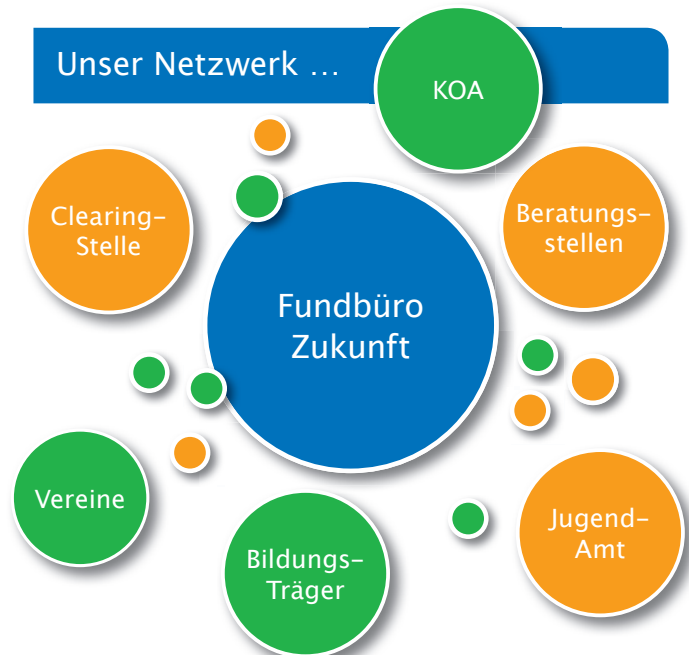 Unser Netzwerk ...
KOA
Clearing-
Stelle
Beratungs-
stellen
Fundbüro
Zukunft
Vereine
Bildungs-
Träger
Jugend-
Amt